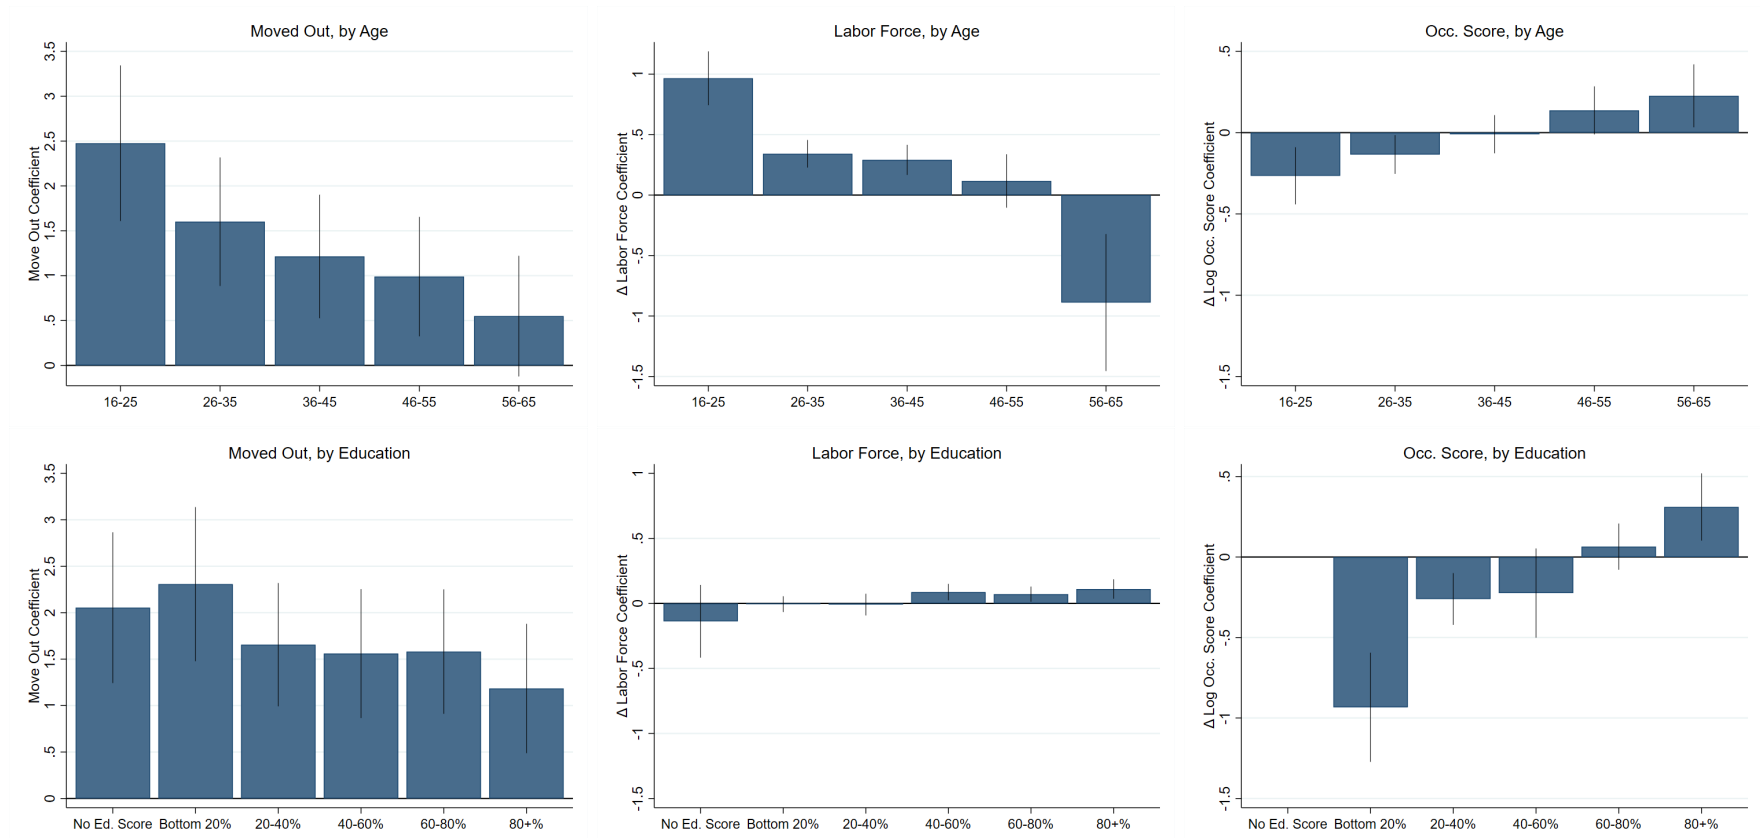 Moved Out, by Age
Move Out Coefficient
3.5
3
2.5
2
1.5
1
.5
0
16-25 26-35 36-45 46-55 56-65
Labor Force, by Age
Δ Labor Force Coefficient
1
.5
0
-.5
-1
-1.5
16-25 26-35 36-45 46-55 56-65
Occ. Score, by Age
Δ Log Occ. Score Coefficient
.5
0
-.5
-1
-1.5
16-25 26-35 36-45 46-55 56-65
Moved Out, by Education
Move Out Coefficient
3.5
3
2.5
2
1.5
1
.5
0
No Ed. Score Bottom 20% 20-40% 40-60% 60-80% 80+%
Labor Force, by Education
Δ Labor Force Coefficient
1
.5
0
-.5
-1
-1.5
No Ed. Score Bottom 20% 20-40% 40-60% 60-80% 80+%
Occ. Score, by Education
Δ Log Occ. Score Coefficient
.5
0
-.5
-1
-1.5
No Ed. Score Bottom 20% 20-40% 40-60% 60-80% 80+%